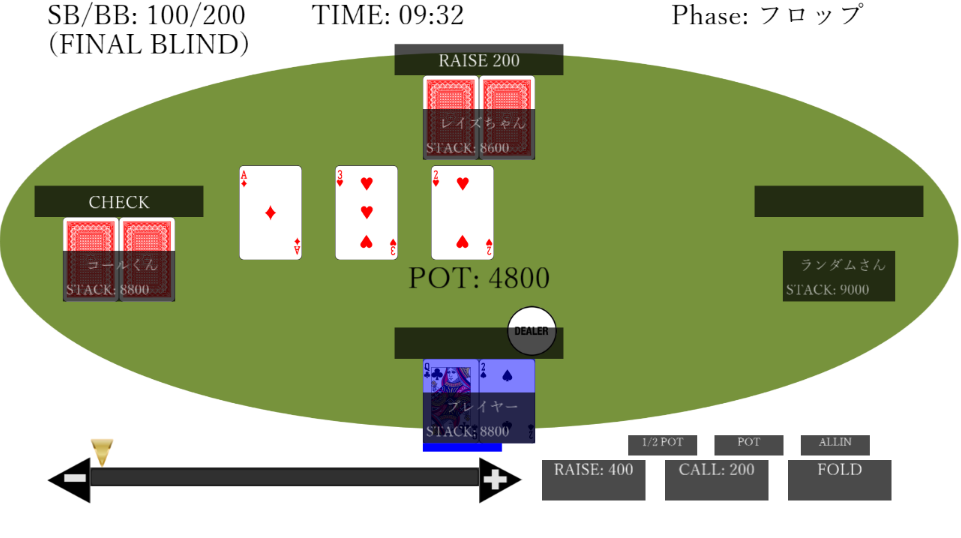 SB/BB: 100/200
(FINAL BLIND)
TIME: 09:32
Phase: フロップ
RAISE 200
レイズちゃん
STACK: 8600
CHECK
コールくん
STACK: 8800
A
A
3
3
2
2
ランダムさん
STACK: 9000
POT: 4800
DEALER
Q
2
プレイヤー
STACK: 8800
1/2 POT
POT
ALLIN
RAISE: 400
CALL: 200
FOLD